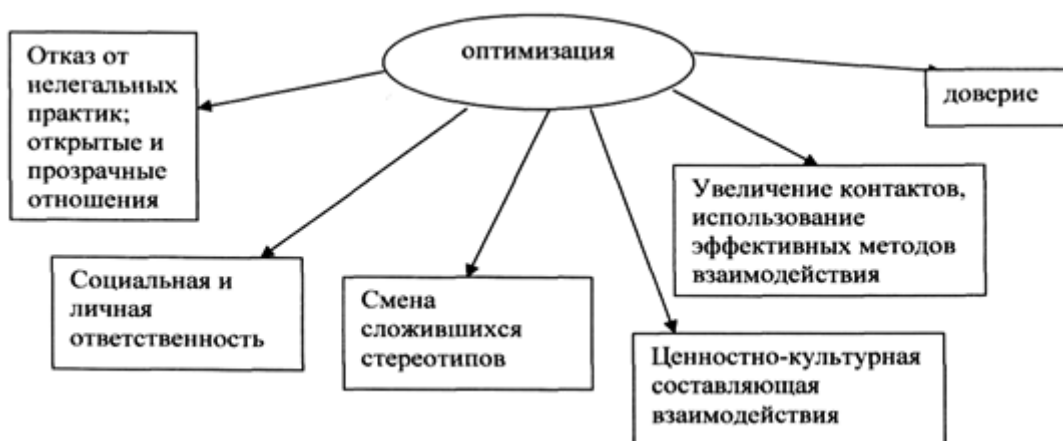 оптимизация
Отказ от
нелегальных
практик;
открытые и
прозрачные
отношения
Социальная и
личная
ответственность
Смена
сложившихся
стереотипов
Ценностно-культурная
составляющая
взаимодействия
Увеличение контактов,
использование
эффективных методов
взаимодействия
доверие